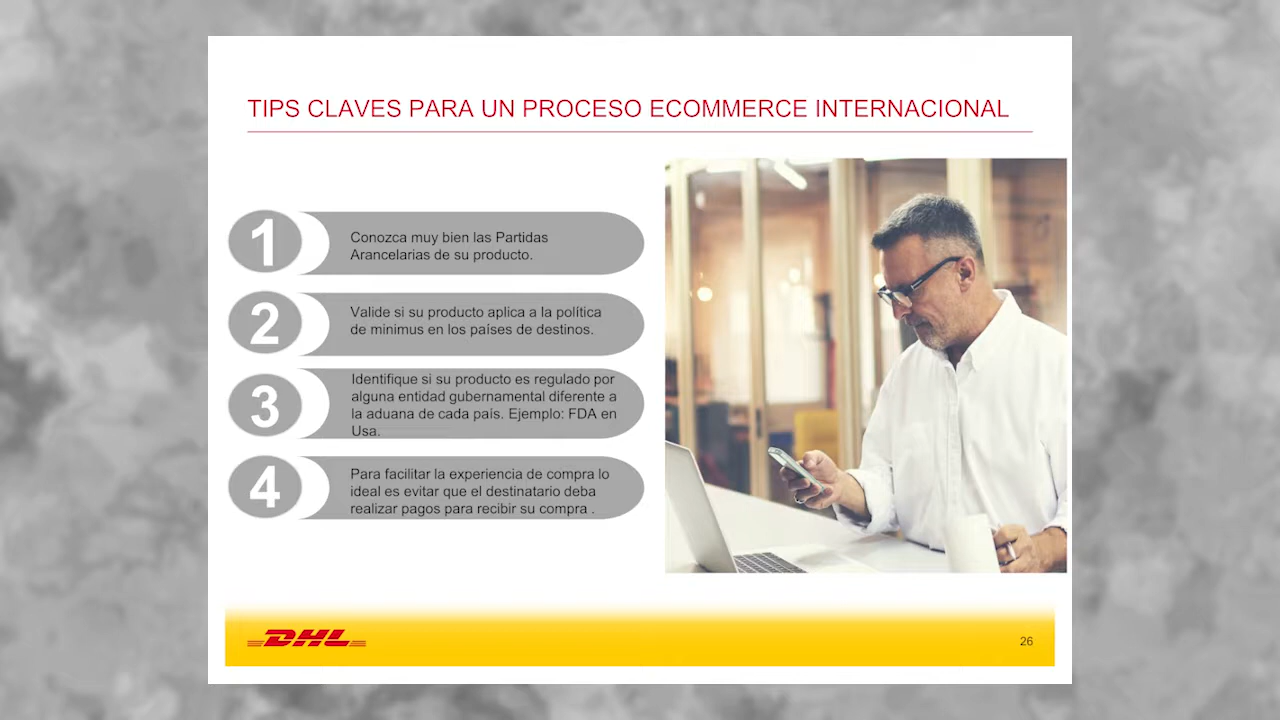 TIPS CLAVES PARA UN PROCESO ECOMMERCE INTERNACIONAL
1
Conozca muy bien las Partidas
Arancelarias de su producto.
2
Valide si su producto aplica a la política
de minimus en los países de destinos.
3
Identifique si su producto es regulado por
alguna entidad gubernamental diferente a
la aduana de cada país. Ejemplo: FDA en
Usa.
4
Para facilitar la experiencia de compra lo
ideal es evitar que el destinatario deba
realizar pagos para recibir su compra .
DHL
26